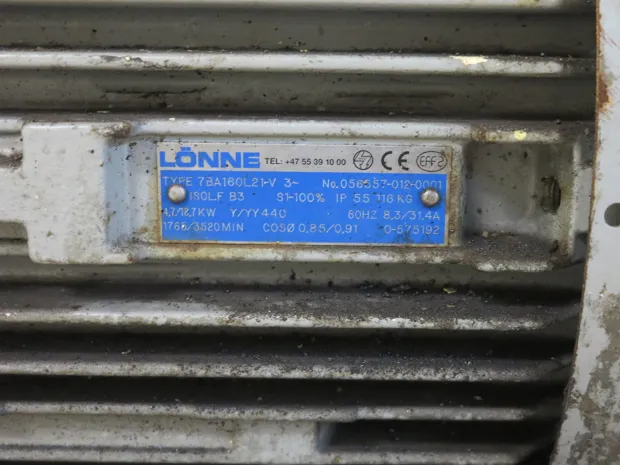 LÖNNE TEL: +47 55 39 10 00 CE EFF2
TYPE 7BA160L21-V 3~ No.056557-012-0001
ISOL.F B3 S1-100% IP 55 116 KG
4,7/18,7KW Y/YY 440 60HZ 8,3/31,4A
1765/3520MIN COSØ 0,85/0,91 0-575192